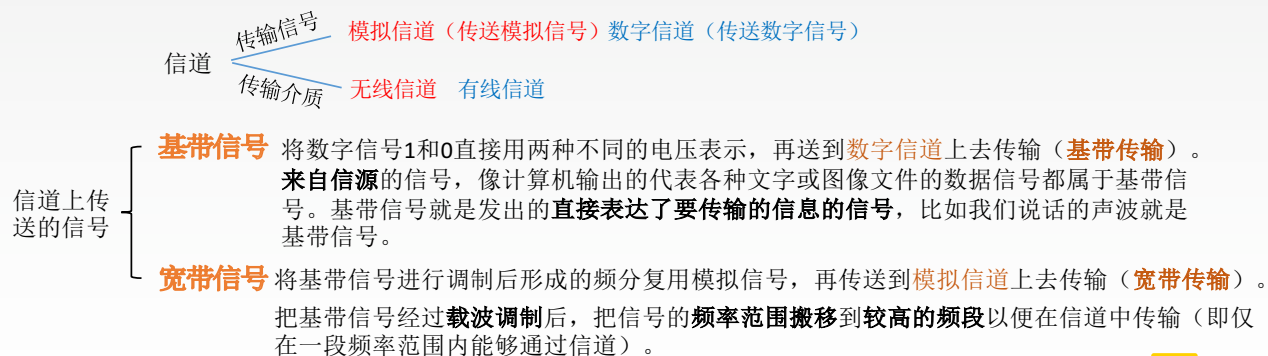 传输信号
模拟信道（传送模拟信号）数字信道（传送数字信号）
信道
传输介质
无线信道 有线信道
基带信号 将数字信号1和0直接用两种不同的电压表示，再送到数字信道上去传输（基带传输）。
来自信源的信号，像计算机输出的代表各种文字或图像文件的数据信号都属于基带信
号。基带信号就是发出的直接表达了要传输的信息的信号，比如我们说话的声波就是
基带信号。
信道上传
送的信号
宽带信号 将基带信号进行调制后形成的频分复用模拟信号，再传送到模拟信道上去传输（宽带传输）。
把基带信号经过载波调制后，把信号的频率范围搬移到较高的频段以便在信道中传输（即仅
在一段频率范围内能够通过信道）。